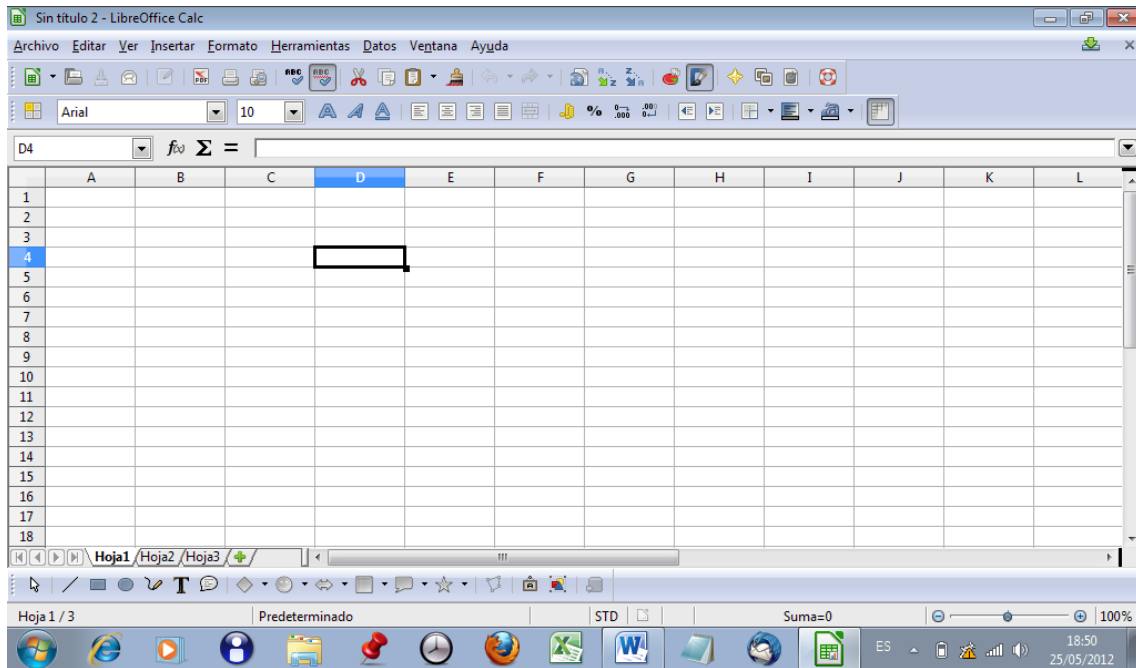 Sin título 2 - LibreOffice Calc
Archivo Editar Ver Insertar Formato Herramientas Datos Ventana Ayuda
Arial 10
D4
A B C D E F G H I J K L
1
2
3
4
5
6
7
8
9
10
11
12
13
14
15
16
17
18
Hoja1 Hoja2 Hoja3
Hoja 1 / 3 Predeterminado STD Suma=0 100%
ES 18:50
25/05/2012